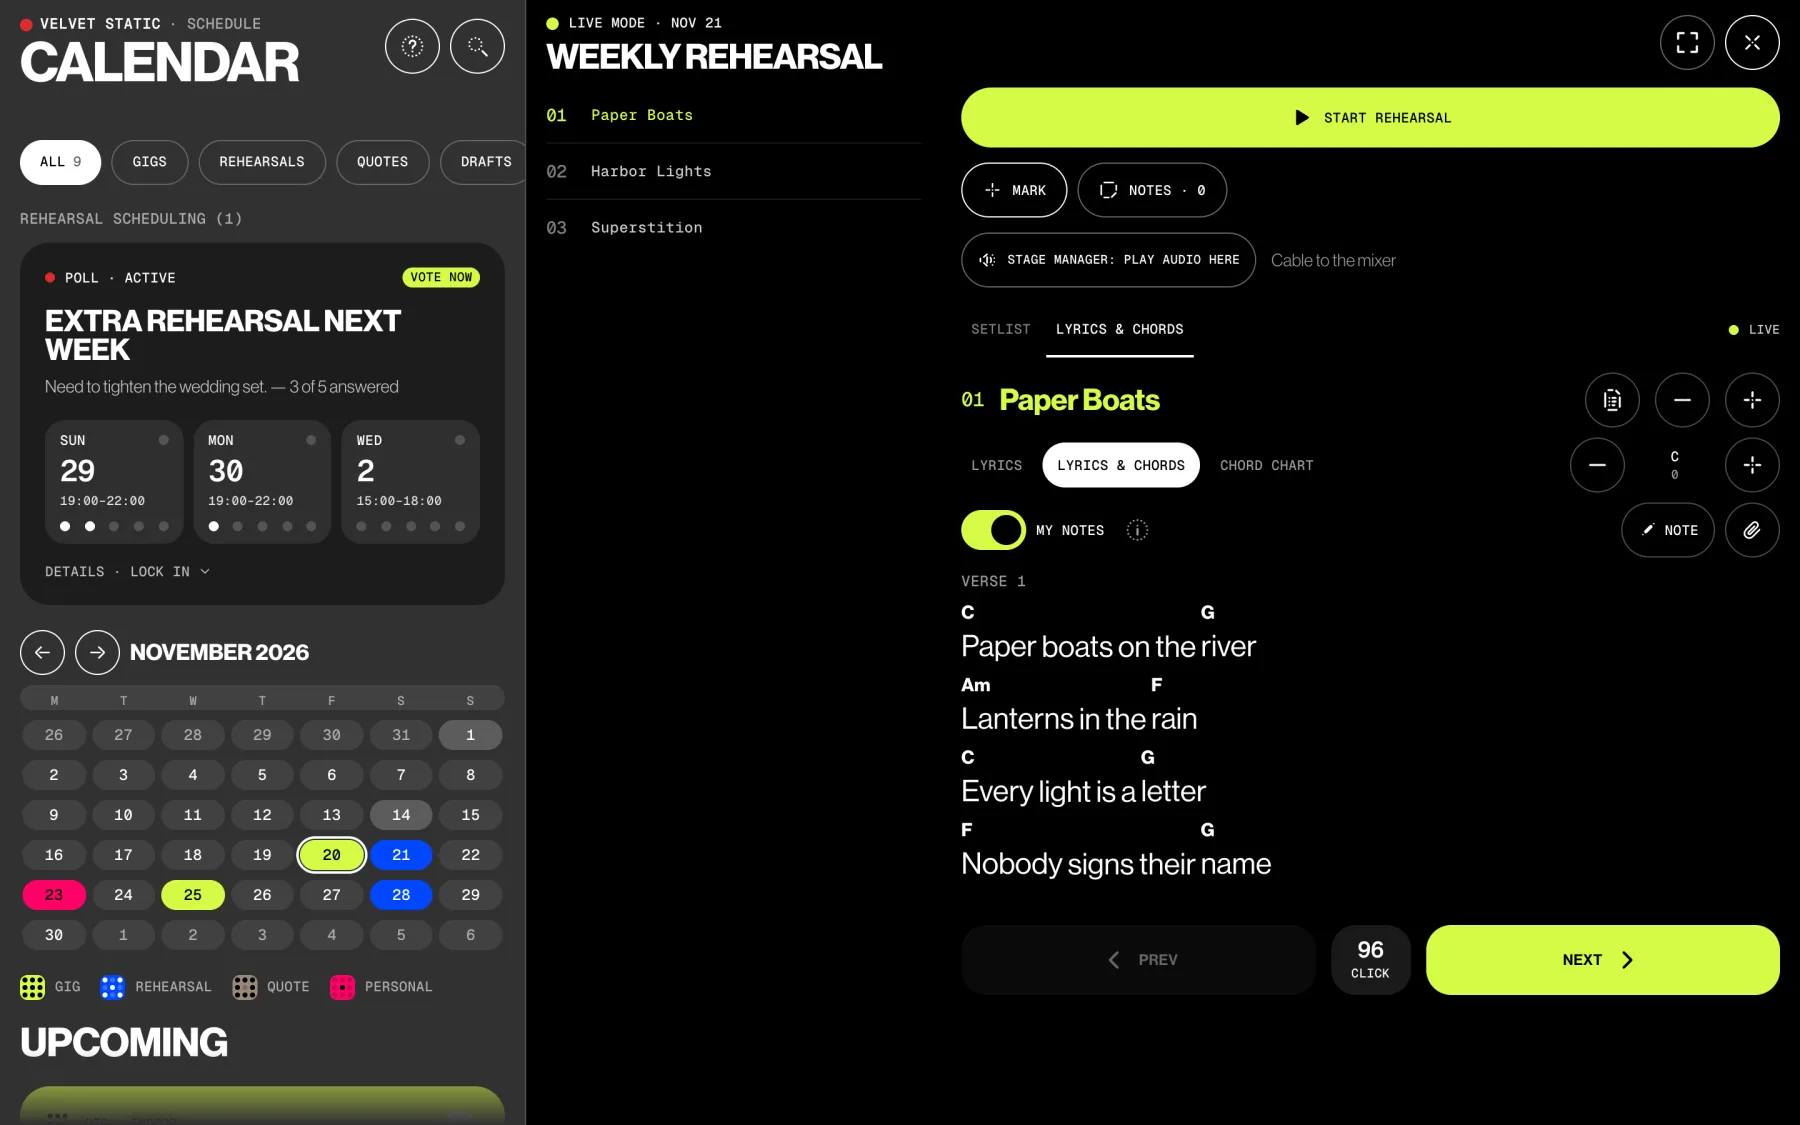 VELVET STATIC · SCHEDULE
CALENDAR
ALL 9
GIGS
REHEARSALS
QUOTES
DRAFTS
REHEARSAL SCHEDULING (1)
POLL · ACTIVE
VOTE NOW
EXTRA REHEARSAL NEXT
WEEK
Need to tighten the wedding set. — 3 of 5 answered
SUN
29
19:00–22:00
MON
30
19:00–22:00
WED
2
15:00–18:00
DETAILS · LOCK IN
NOVEMBER 2026
M T W T F S S
26 27 28 29 30 31 1
2 3 4 5 6 7 8
9 10 11 12 13 14 15
16 17 18 19 20 21 22
23 24 25 26 27 28 29
30 1 2 3 4 5 6
GIG
REHEARSAL
QUOTE
PERSONAL
UPCOMING
LIVE MODE · NOV 21
WEEKLY REHEARSAL
01 Paper Boats
02 Harbor Lights
03 Superstition
START REHEARSAL
MARK
NOTES · 0
STAGE MANAGER: PLAY AUDIO HERE
Cable to the mixer
SETLIST
LYRICS & CHORDS
LIVE
01 Paper Boats
LYRICS
LYRICS & CHORDS
CHORD CHART
C
0
MY NOTES
NOTE
VERSE 1
C G
Paper boats on the river
Am F
Lanterns in the rain
C G
Every light is a letter
F G
Nobody signs their name
PREV
96
CLICK
NEXT